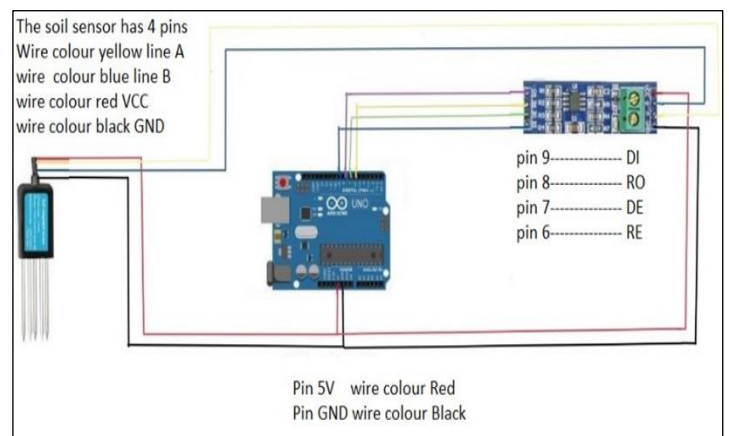 The soil sensor has 4 pins
Wire colour yellow line A
wire colour blue line B
wire colour red VCC
wire colour black GND
pin 9-------------- DI
pin 8-------------- RO
pin 7-------------- DE
pin 6-------------- RE
UNO
ARDUINO
Pin 5V wire colour Red
Pin GND wire colour Black